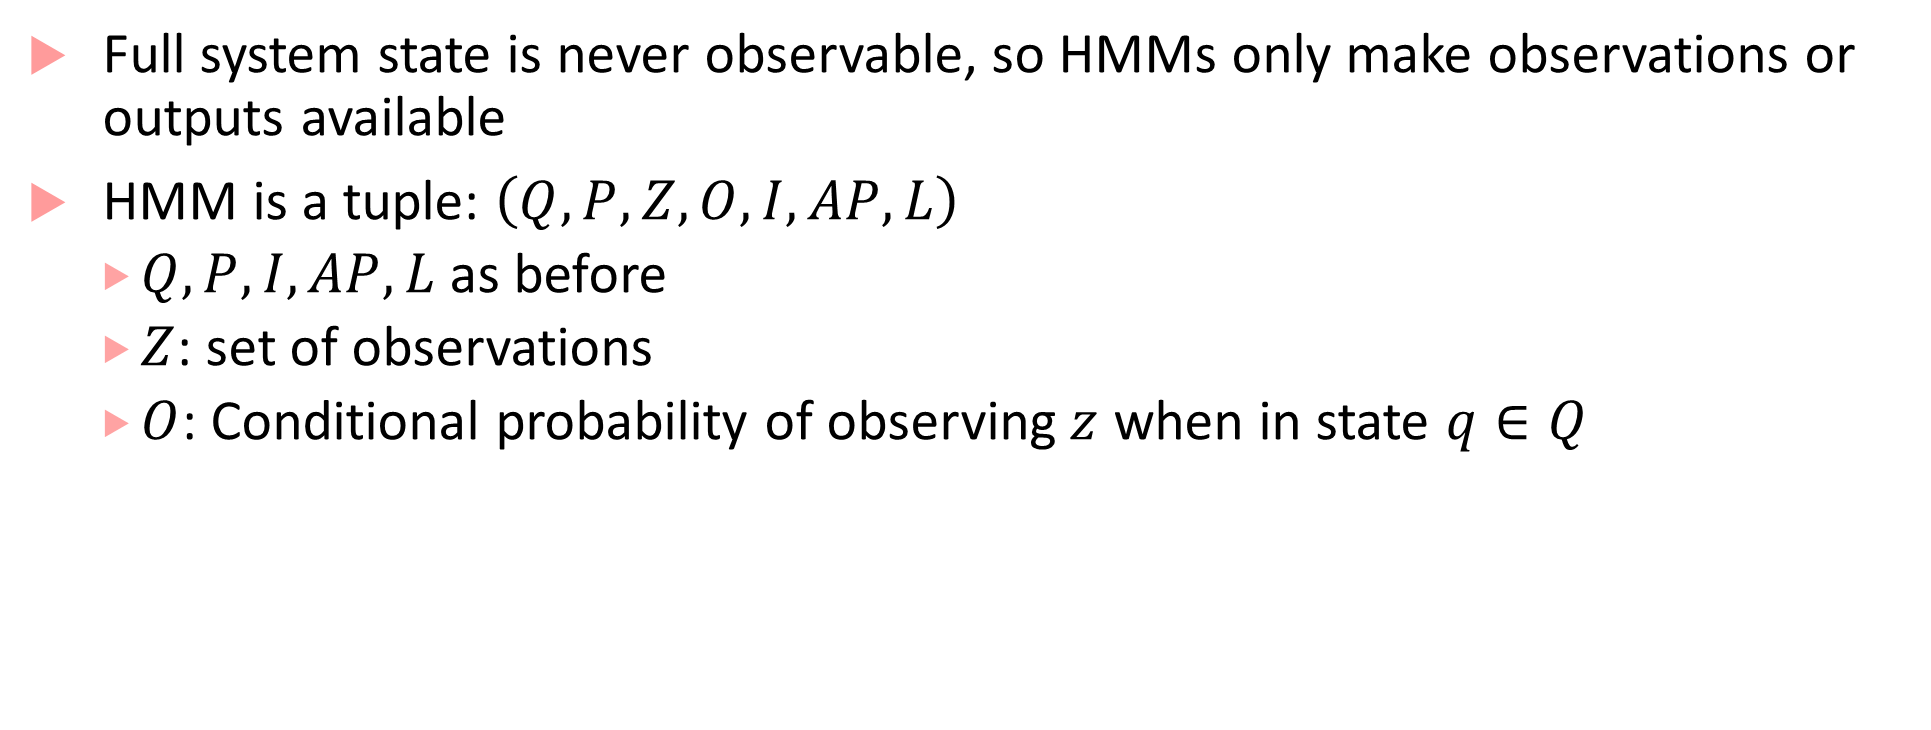 Full system state is never observable, so HMMs only make observations or
outputs available
HMM is a tuple: (Q, P, Z, O, I, AP, L)
Q, P, I, AP, L as before
Z: set of observations
O: Conditional probability of observing z when in state q ∈ Q